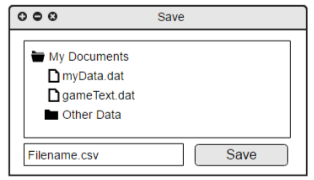 Save
My Documents
myData.dat
gameText.dat
Other Data
Filename.csv
Save